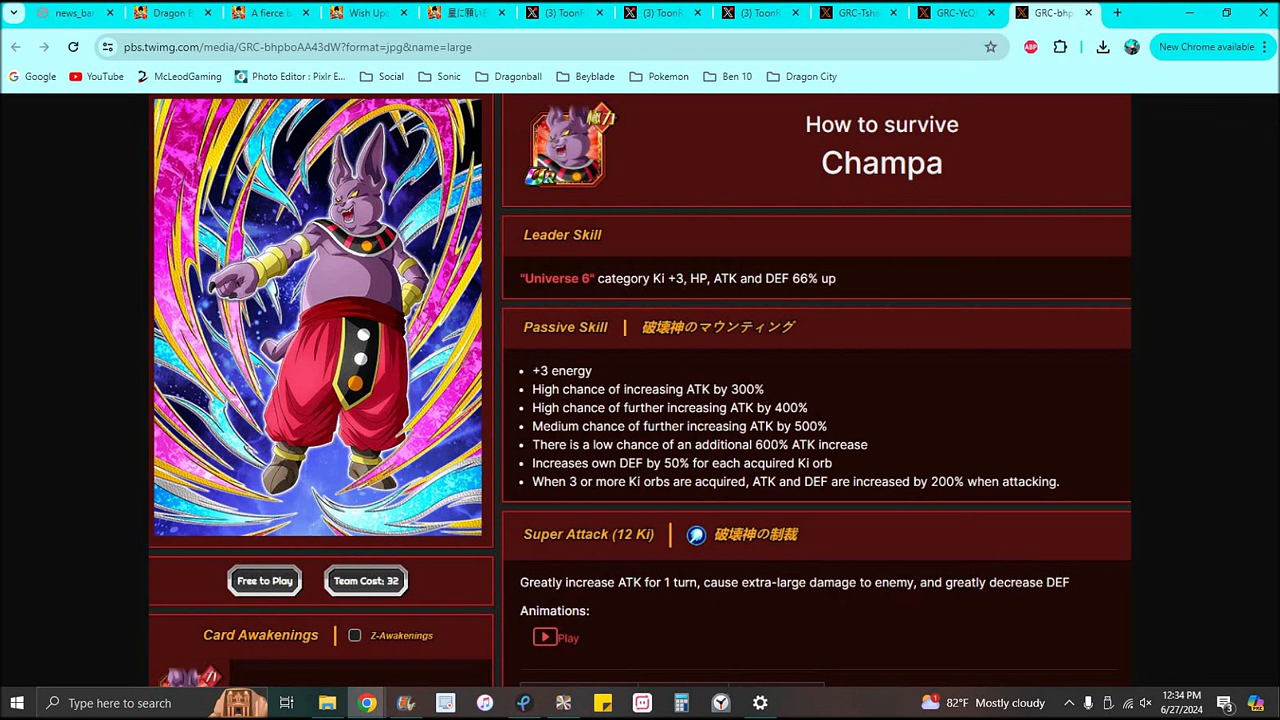 news_bar
Dragon B
A fierce ba
Wish Upo
星に願いを
(3) ToonR
(3) ToonR
(3) ToonR
GRC-Tsha
GRC-YcQ
GRC-bhp
pbs.twimg.com/media/GRC-bhpboAA43dW?format=jpg&name=large
ABP
New Chrome available
Google
YouTube
McLeodGaming
Photo Editor : Pixlr E...
Social
Sonic
Dragonball
Beyblade
Pokemon
Ben 10
Dragon City
How to survive
Champa
Leader Skill
"Universe 6" category Ki +3, HP, ATK and DEF 66% up
Passive Skill | 破壊神のマウンティング
+3 energy
High chance of increasing ATK by 300%
High chance of further increasing ATK by 400%
Medium chance of further increasing ATK by 500%
There is a low chance of an additional 600% ATK increase
Increases own DEF by 50% for each acquired Ki orb
When 3 or more Ki orbs are acquired, ATK and DEF are increased by 200% when attacking.
Super Attack (12 Ki) | 破壊神の制裁
Greatly increase ATK for 1 turn, cause extra-large damage to enemy, and greatly decrease DEF
Animations:
Play
Free to Play
Team Cost: 32
Card Awakenings | Z-Awakenings
Type here to search
82°F Mostly cloudy
12:34 PM
6/27/2024
3